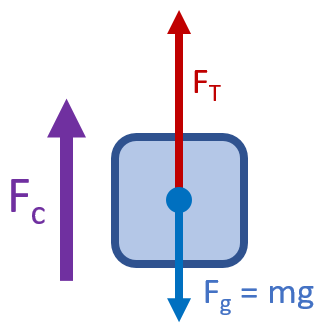 F_T
F_c
F_g = mg